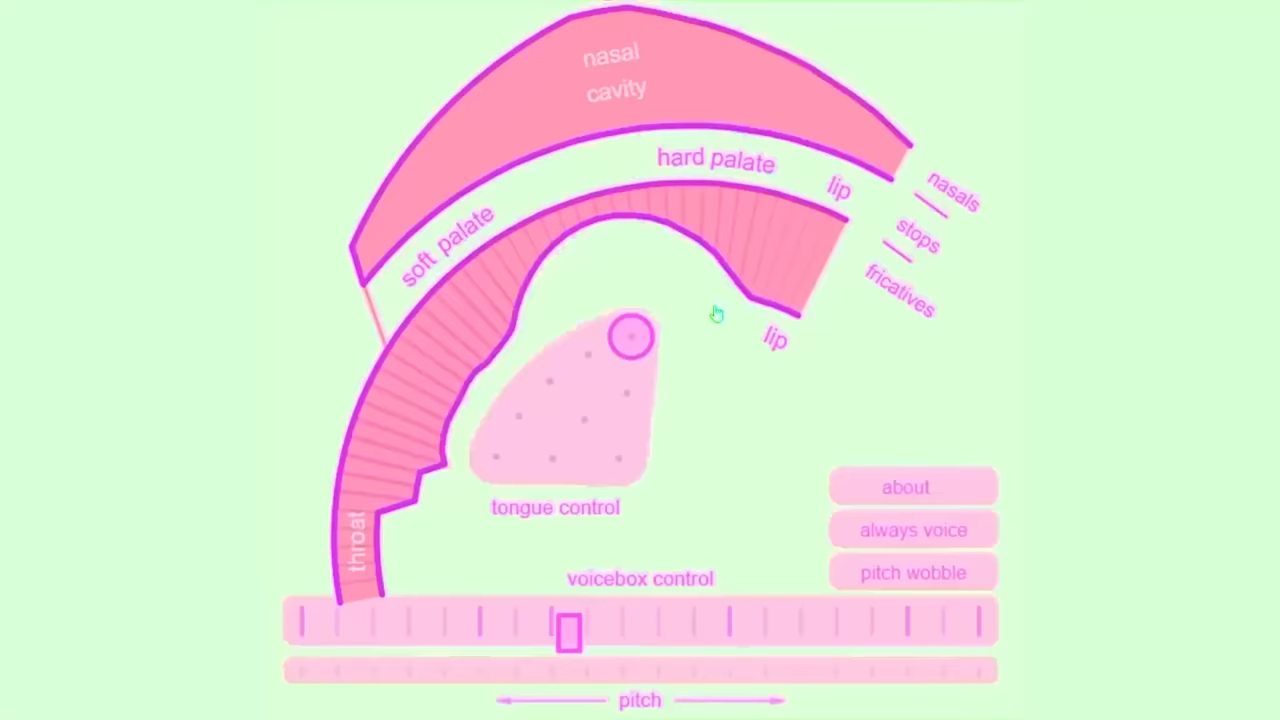 nasal
cavity
hard palate
lip
nasals
soft palate
stops
fricatives
lip
tongue control
about
always voice
throat
pitch wobble
voicebox control
pitch